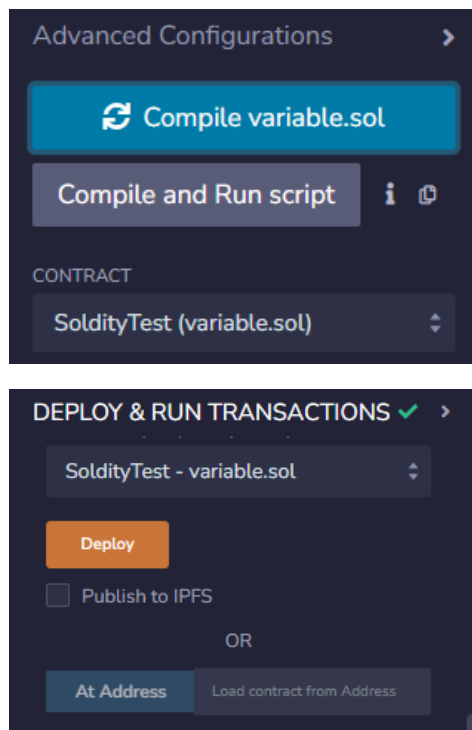 Advanced Configurations
Compile variable.sol
Compile and Run script
CONTRACT
SoldityTest (variable.sol)
DEPLOY & RUN TRANSACTIONS
SoldityTest - variable.sol
Deploy
Publish to IPFS
OR
At Address Load contract from Address